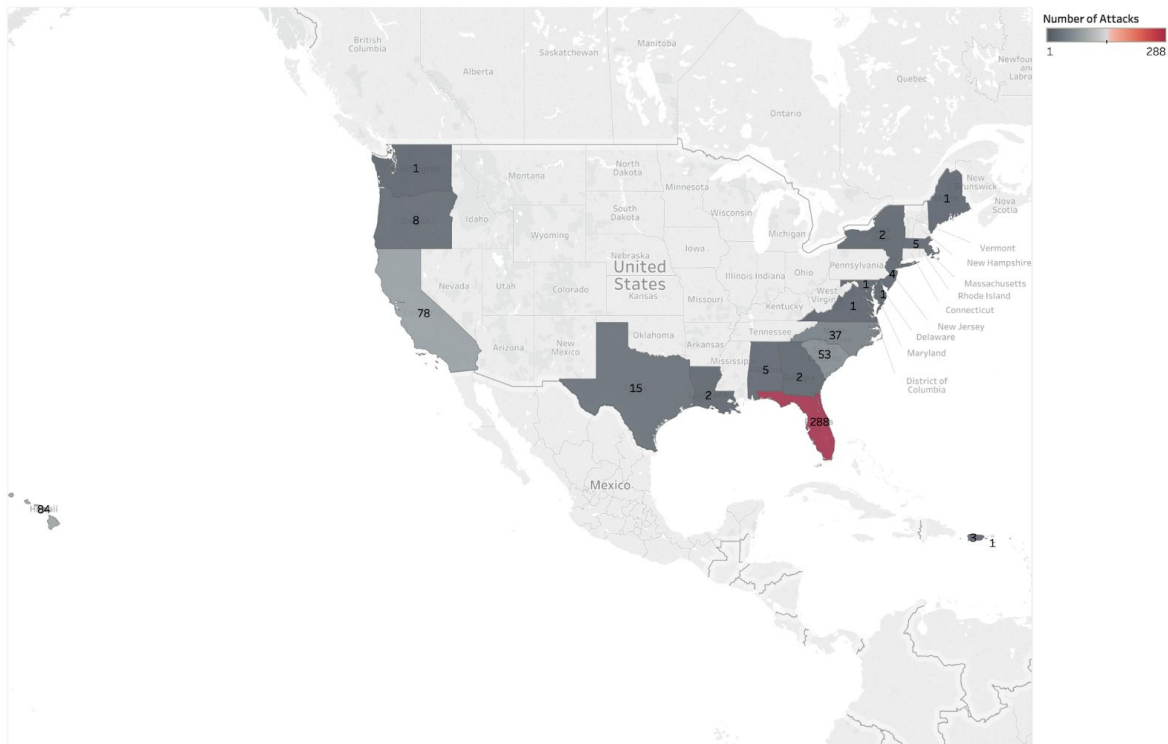 Number of Attacks
1 288
British
Columbia
Alberta
Saskatchewan
Manitoba
Ontario
Quebec
Newfou
and
Labra
New
Brunswick
Nova
Scotia
1
8
78
Montana
North
Dakota
Minnesota
South
Dakota
Wisconsin
Michigan
Idaho
Wyoming
Iowa
Nebraska
United
States
Illinois
Indiana
Ohio
Pennsylvania
Nevada
Utah
Colorado
Kansas
Missouri
Kentucky
West
Virginia
1
2
5
4
1
1
1
Vermont
New Hampshire
Massachusetts
Rhode Island
Connecticut
New Jersey
Delaware
Maryland
District of
Columbia
Arizona
New
Mexico
Oklahoma
Arkansas
Tennessee
37
53
Mississip
15
2
5
2
288
Mexico
84
3
1